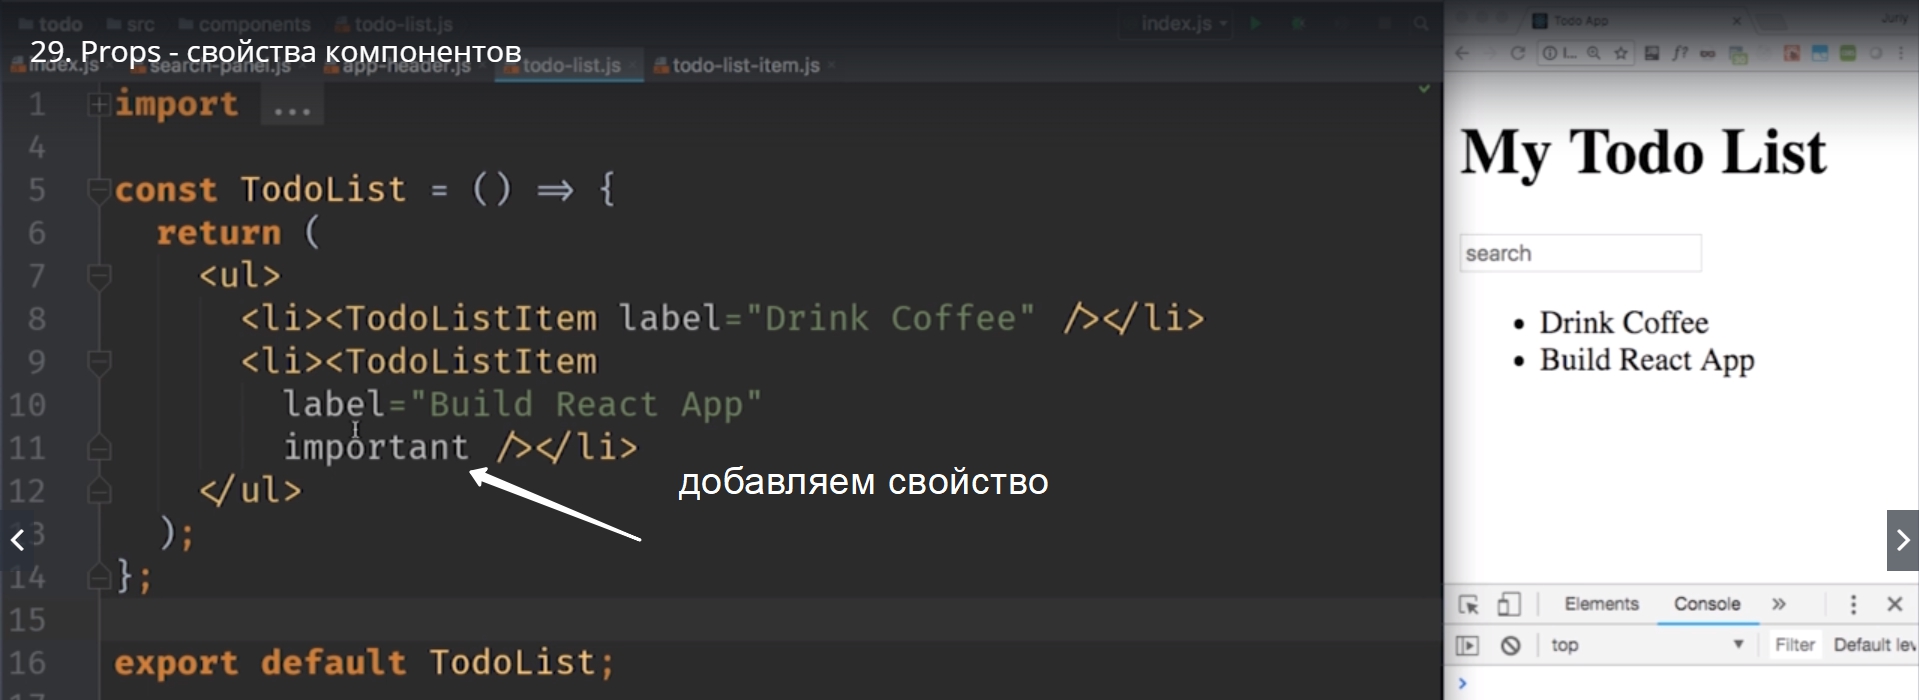 todo src components todo-list.js index.js
29. Props - свойства компонентов
index.js search-panel.js app-header.js todo-list.js todo-list-item.js
1 import ...
4
5 const TodoList = () => {
6 return (
7 <ul>
8 <li><TodoListItem label="Drink Coffee" /></li>
9 <li><TodoListItem
10 label="Build React App"
11 important /></li>
12 </ul>
13 );
14 };
15
16 export default TodoList;
17
добавляем свойство
Todo App
My Todo List
search
Drink Coffee
Build React App
Elements Console »
top Filter Default lev